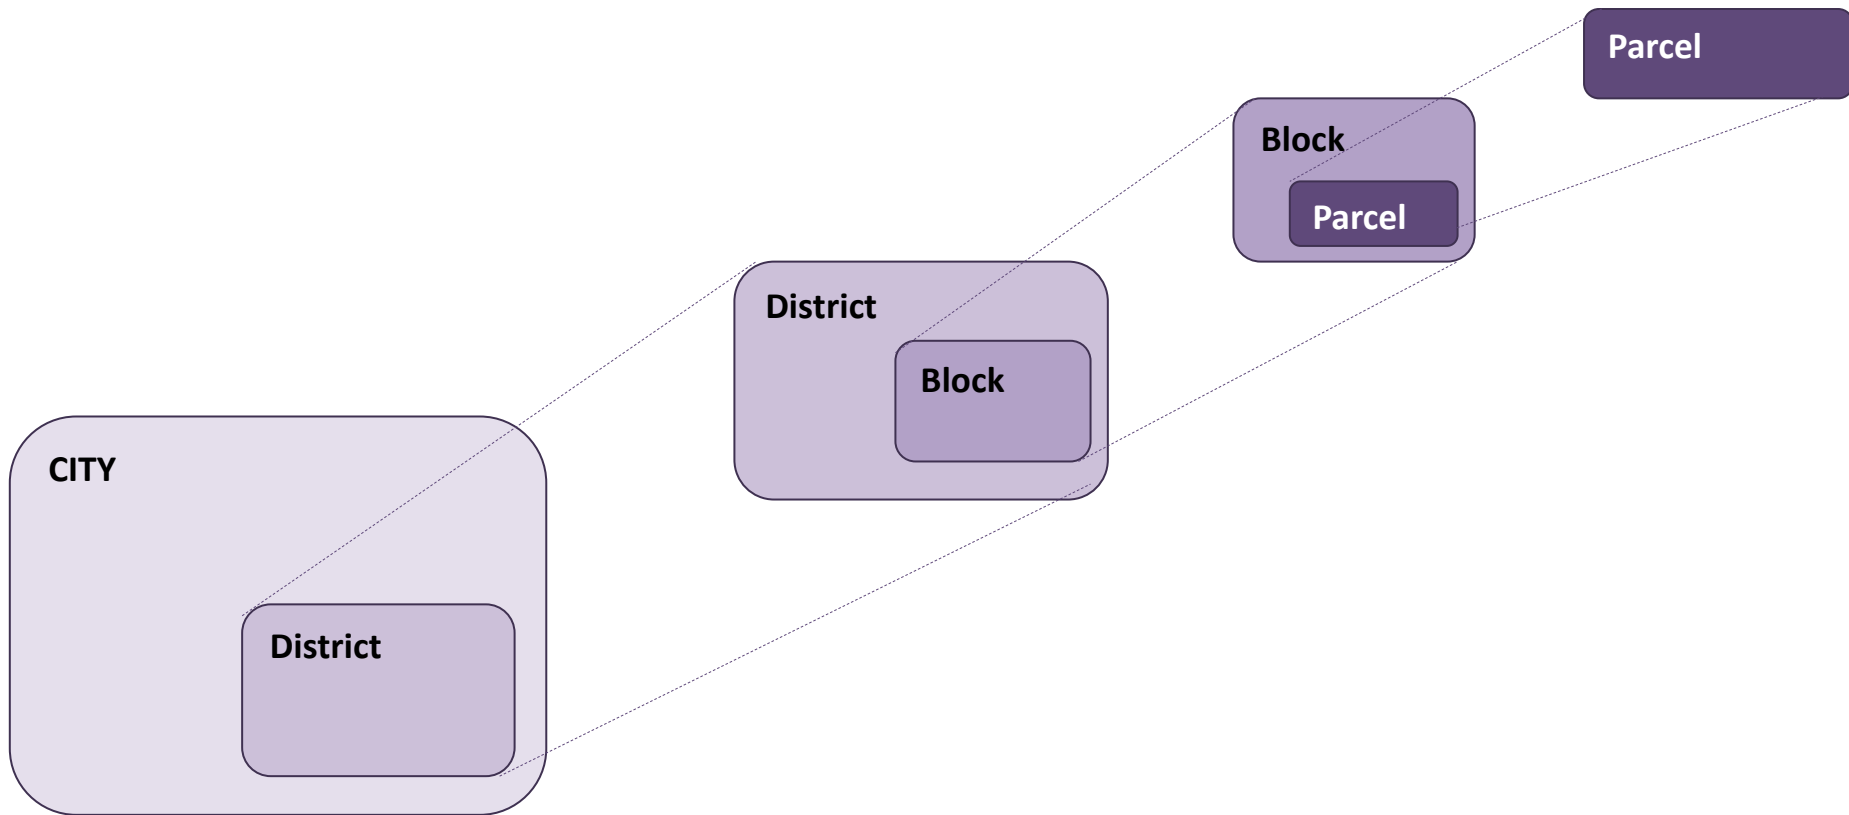 Parcel
Block
Parcel
District
Block
CITY
District